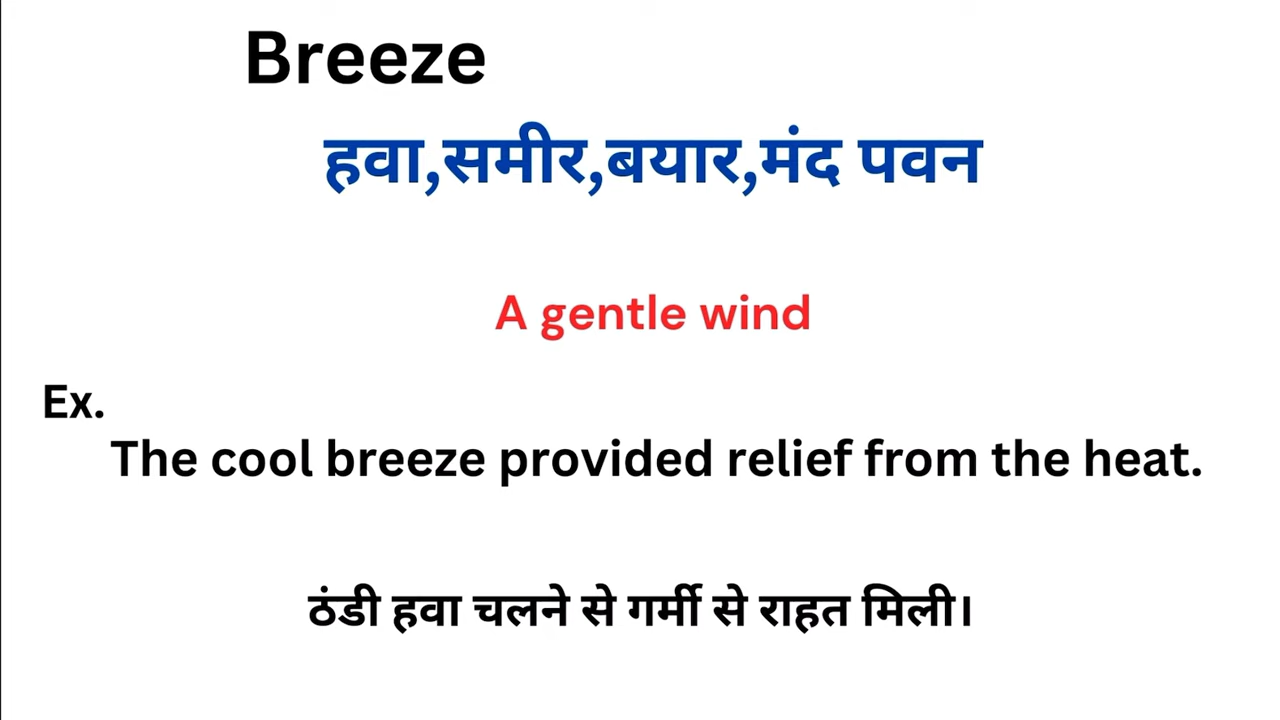 Breeze
हवा,समीर,बयार,मंद पवन
A gentle wind
Ex.
The cool breeze provided relief from the heat.
ठंडी हवा चलने से गर्मी से राहत मिली।